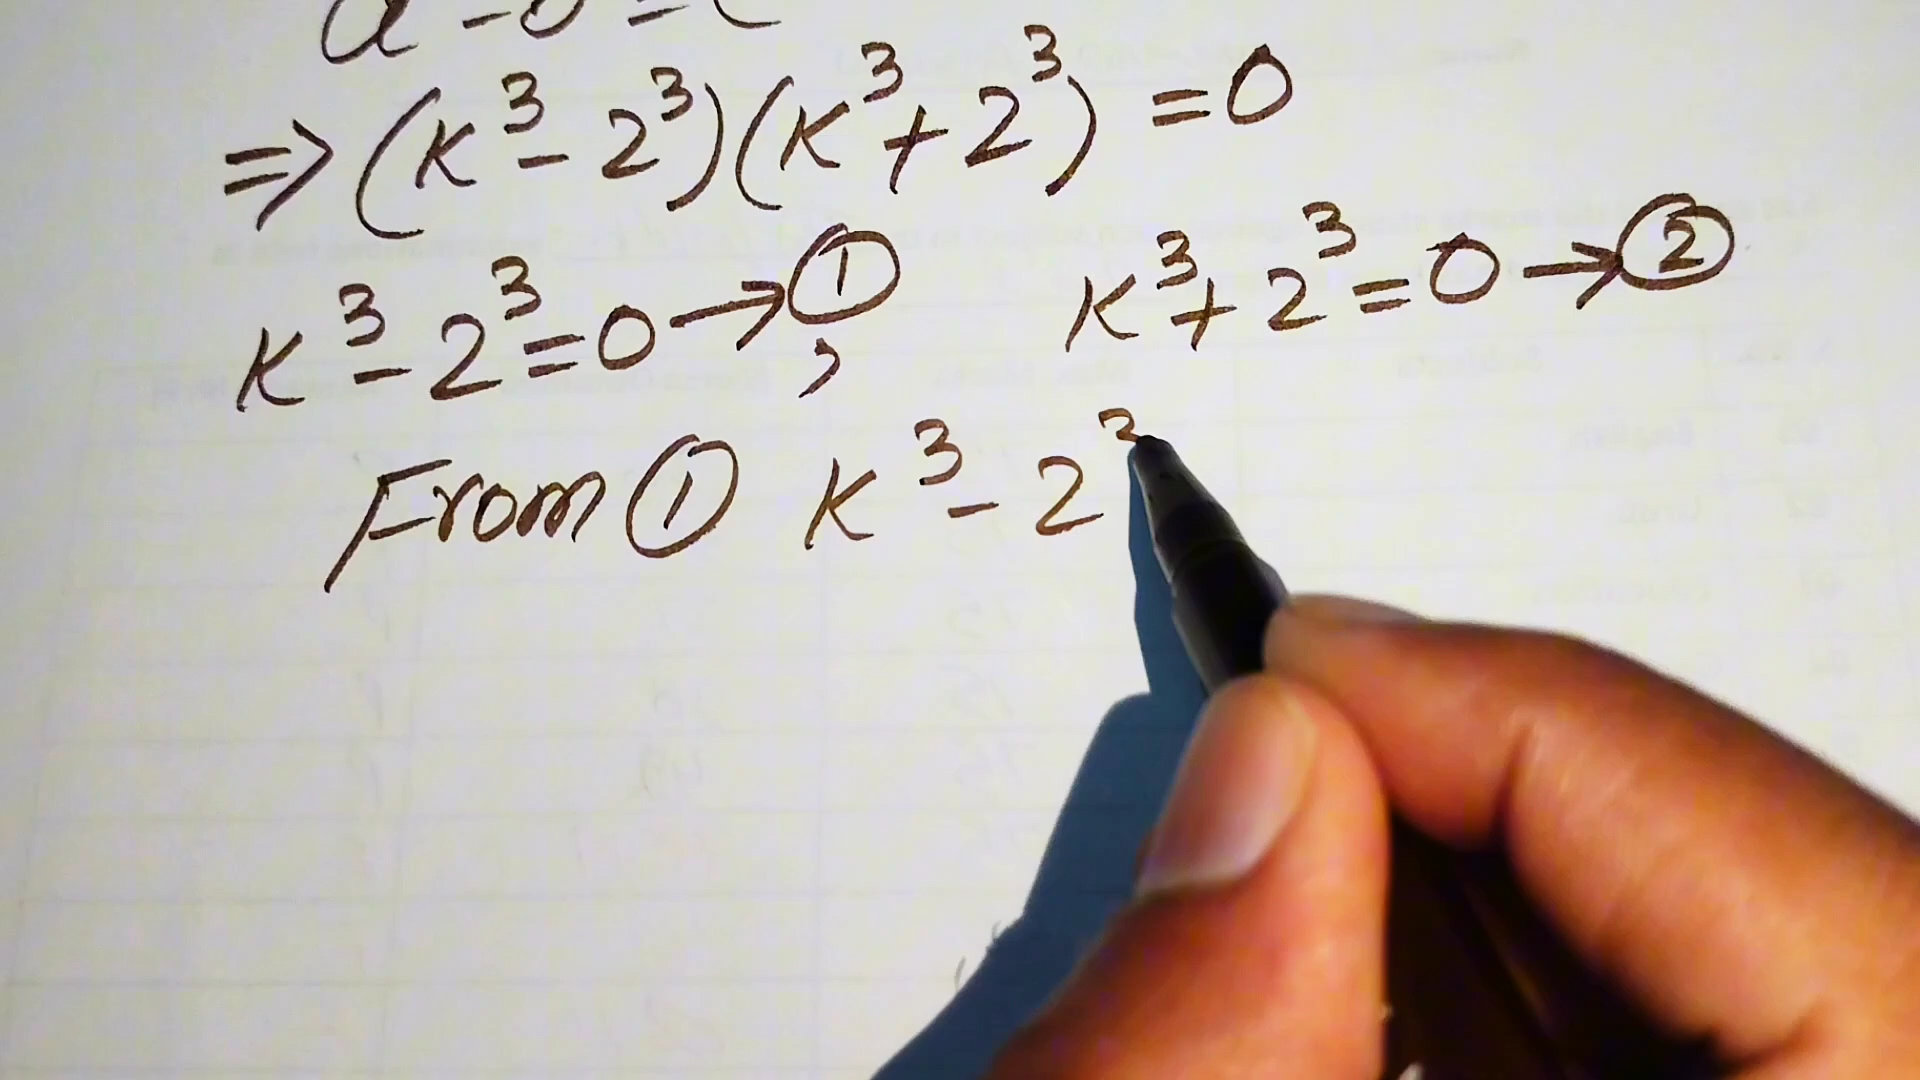 ⇒ (K³ - 2³)(K³ + 2³) = 0
K³ - 2³ = 0 → ① , K³ + 2³ = 0 → ②
From ① K³ - 2³